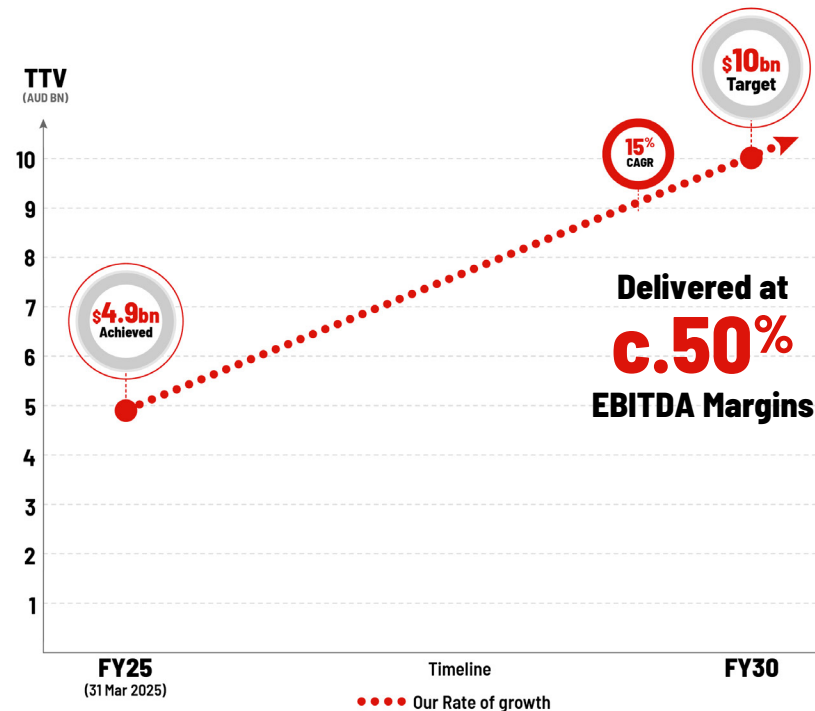 TTV
(AUD BN)
$10bn
Target
15%
CAGR
10
9
8
7
6
5
4
3
2
1
$4.9bn
Achieved
Delivered at
c.50%
EBITDA Margins
FY25
(31 Mar 2025)
Timeline
FY30
Our Rate of growth